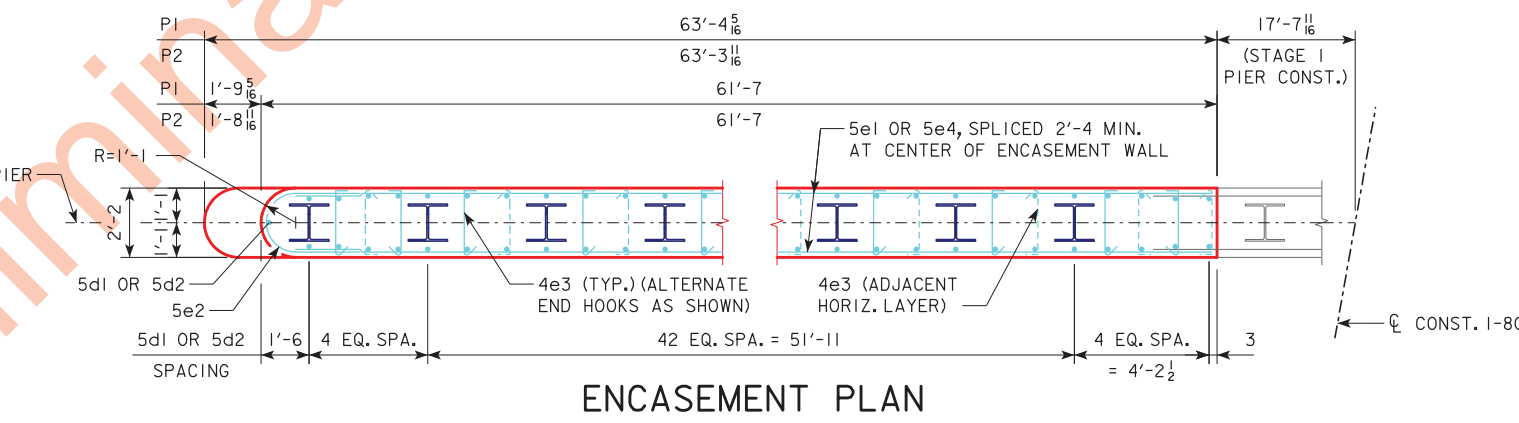 P1
63'-4 5/16
17'-7 11/16
P2
63'-3 11/16
(STAGE 1
PIER CONST.)
P1
1'-9 5/16
61'-7
P2
1'-8 11/16
61'-7
5e1 OR 5e4, SPLICED 2'-4 MIN.
AT CENTER OF ENCASEMENT WALL
R=1'-1
PIER
2'-2
1'-1
1'-1
5d1 OR 5d2
5e2
4e3 (TYP.) (ALTERNATE
END HOOKS AS SHOWN)
4e3 (ADJACENT
HORIZ. LAYER)
℄ CONST. I-80
5d1 OR 5d2
SPACING
1'-6
4 EQ. SPA.
42 EQ. SPA. = 51'-11
4 EQ. SPA.
= 4'-2 1/2
3
ENCASEMENT PLAN